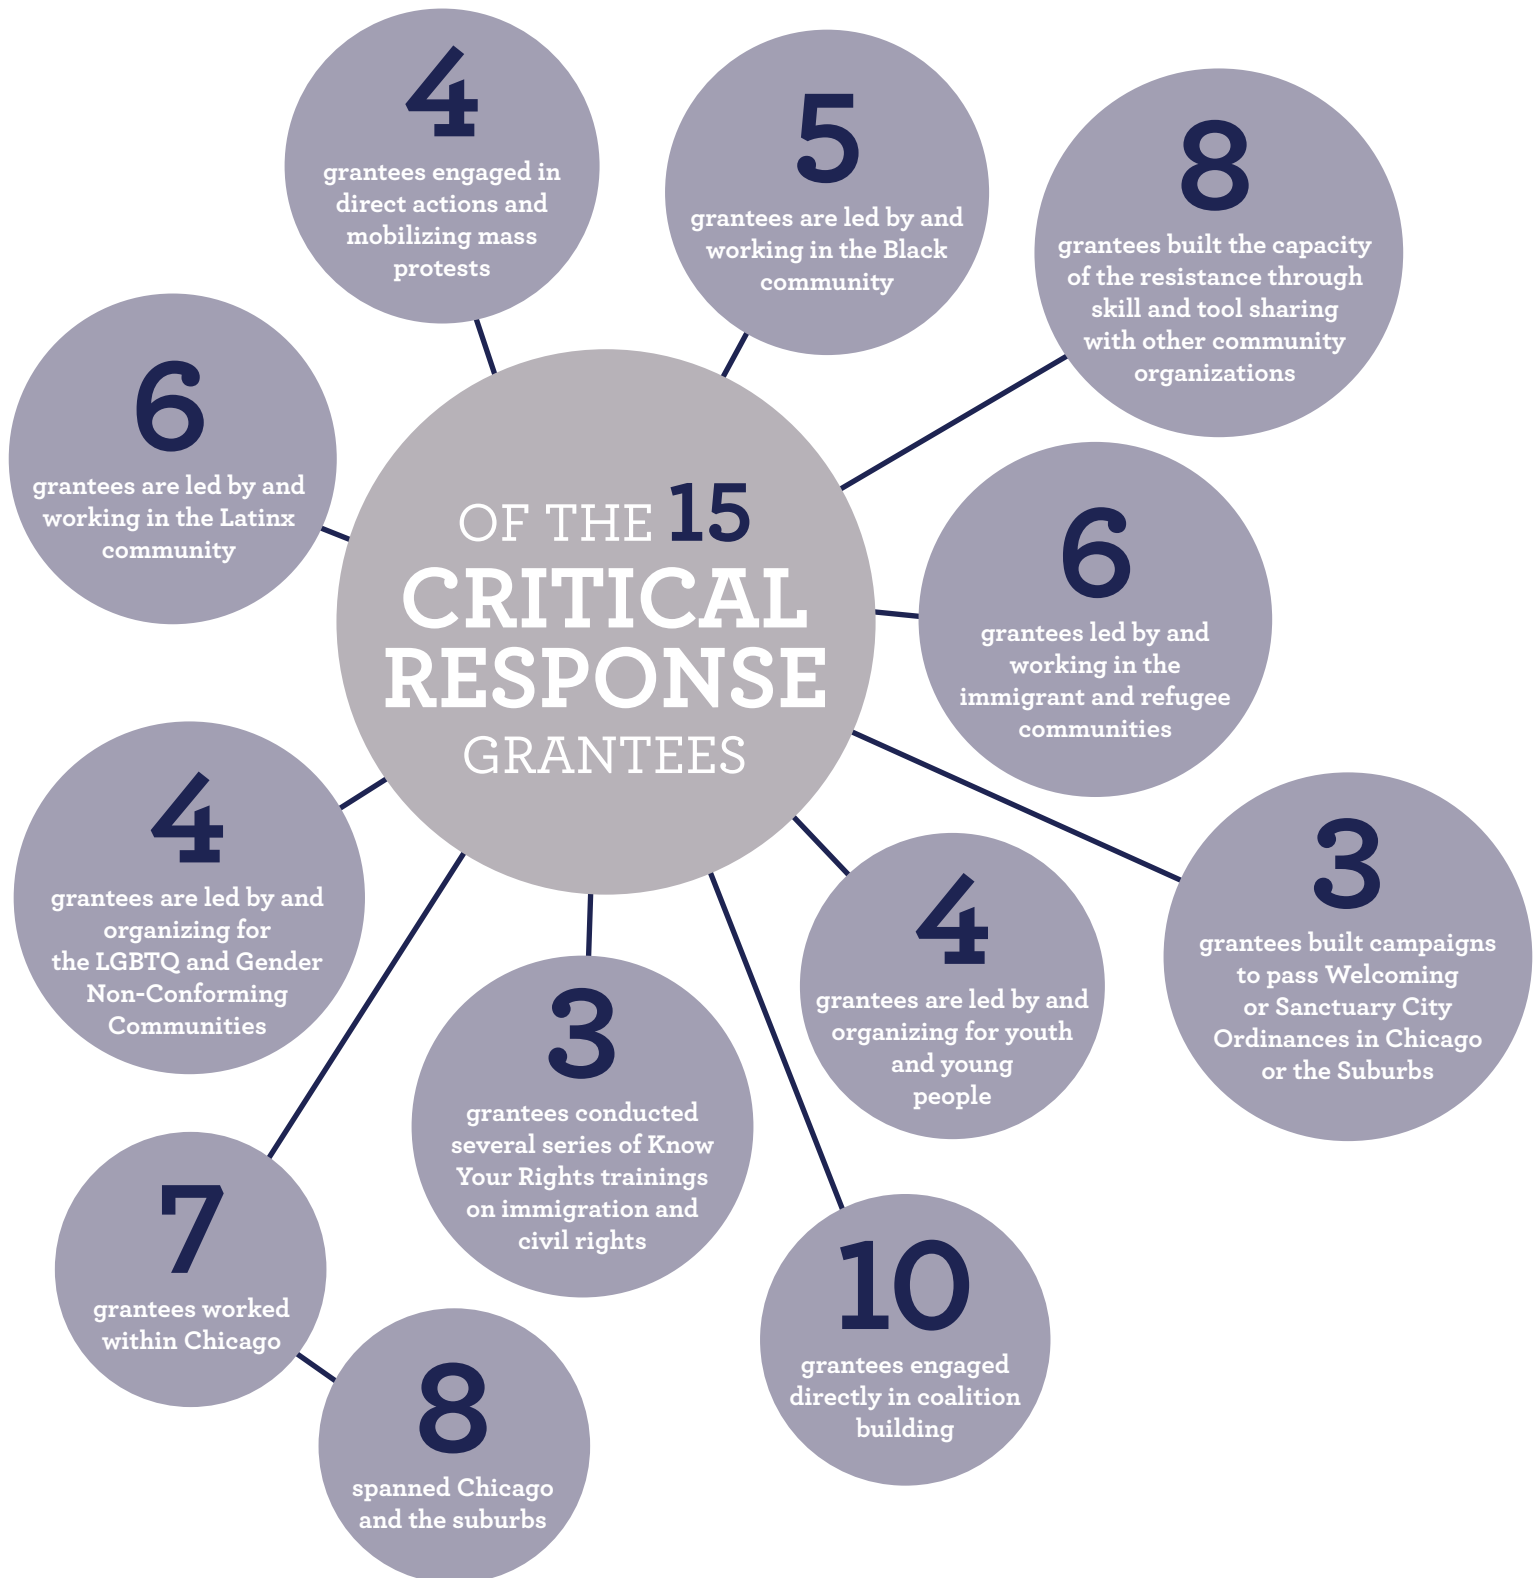 4
grantees engaged in
direct actions and
mobilizing mass
protests
5
grantees are led by and
working in the Black
community
8
grantees built the capacity
of the resistance through
skill and tool sharing
with other community
organizations
6
grantees are led by and
working in the Latinx
community
OF THE 15
CRITICAL
RESPONSE
GRANTEES
6
grantees led by and
working in the
immigrant and refugee
communities
4
grantees are led by and
organizing for
the LGBTQ and Gender
Non-Conforming
Communities
3
grantees conducted
several series of Know
Your Rights trainings
on immigration and
civil rights
4
grantees are led by and
organizing for youth
and young
people
3
grantees built campaigns
to pass Welcoming
or Sanctuary City
Ordinances in Chicago
or the Suburbs
7
grantees worked
within Chicago
8
spanned Chicago
and the suburbs
10
grantees engaged
directly in coalition
building